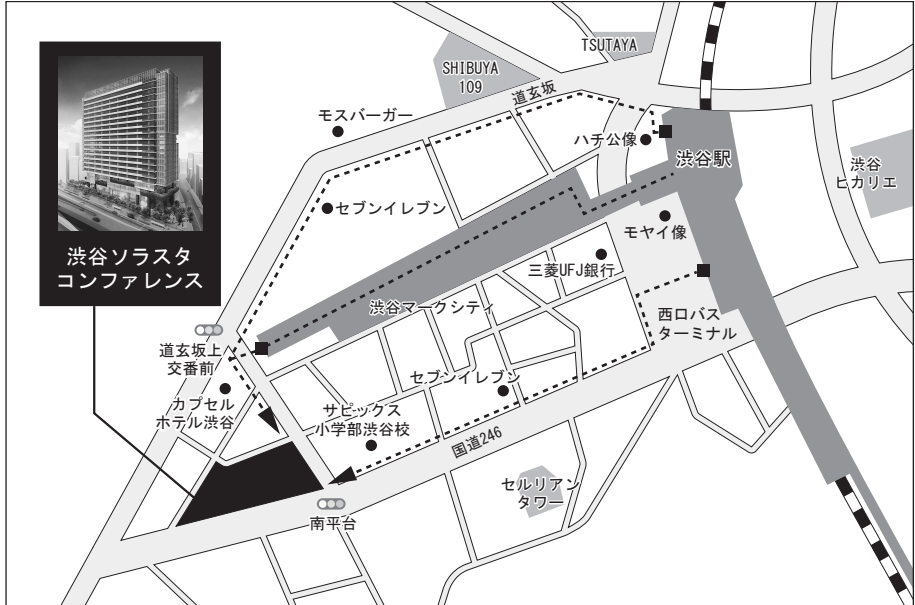 TSUTAYA
SHIBUYA
109
道玄坂
モスバーガー
ハチ公像
渋谷駅
渋谷
ヒカリエ
セブンイレブン
モヤイ像
渋谷ソラスタ
コンファレンス
三菱UFJ銀行
渋谷マークシティ
西口バス
ターミナル
道玄坂上
交番前
セブンイレブン
カプセル
ホテル渋谷
サピックス
小学部渋谷校
国道246
セルリアン
タワー
南平台